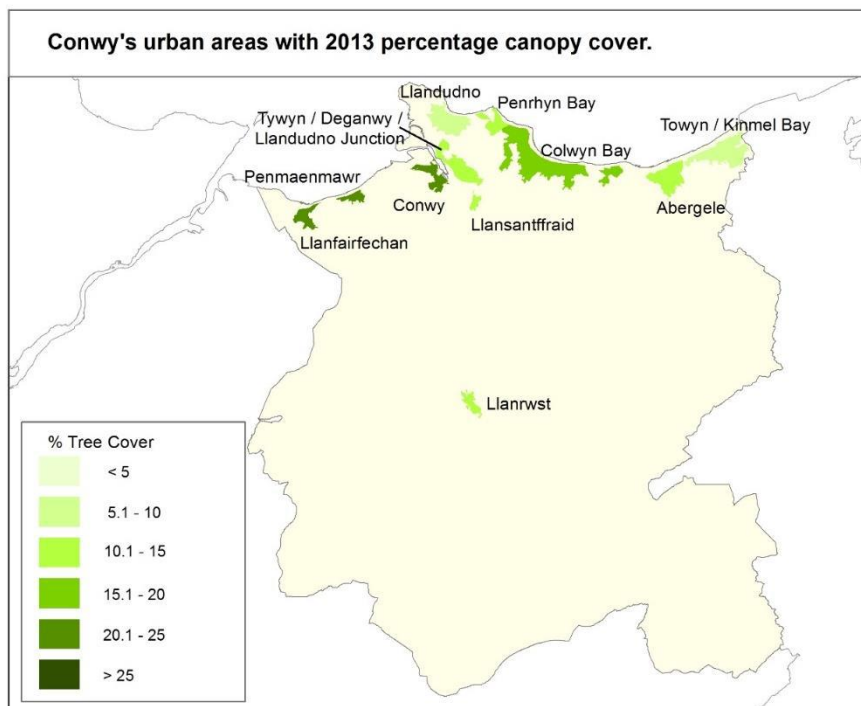 Conwy's urban areas with 2013 percentage canopy cover.
Llandudno
Penrhyn Bay
Tywyn / Deganwy /
Llandudno Junction
Towyn / Kinmel Bay
Colwyn Bay
Penmaenmawr
Conwy
Abergele
Llansantffraid
Llanfairfechan
Llanrwst
% Tree Cover
< 5
5.1 - 10
10.1 - 15
15.1 - 20
20.1 - 25
> 25